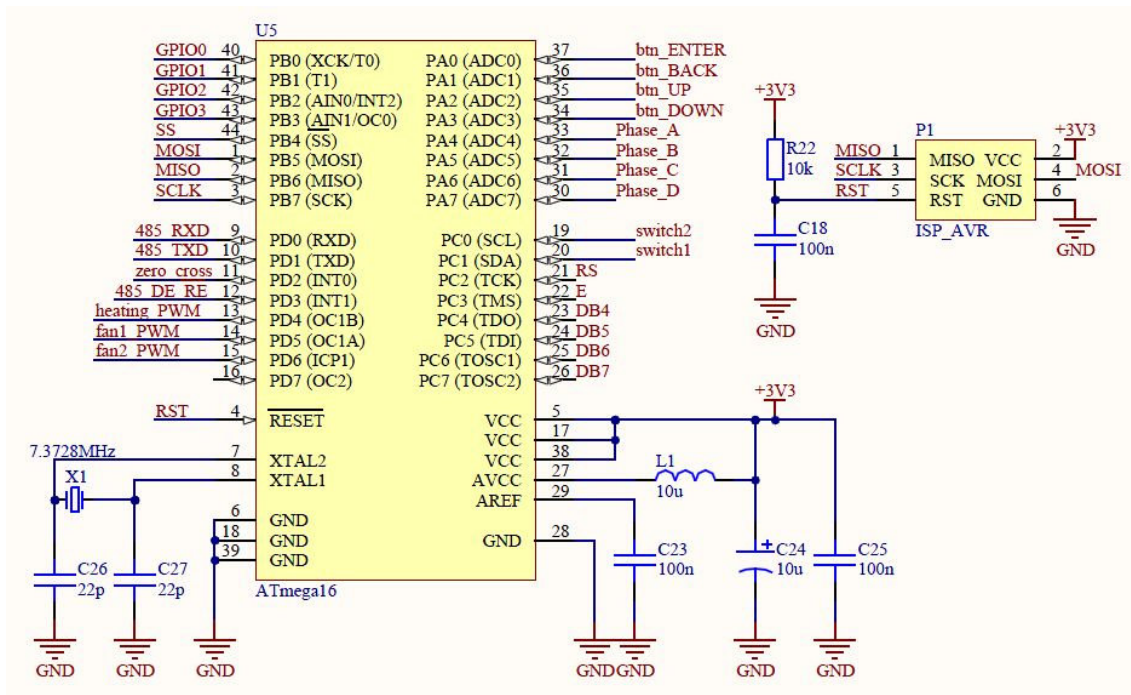 U5
GPIO0 40 PB0 (XCK/T0) PA0 (ADC0) 37 btn_ENTER
GPIO1 41 PB1 (T1) PA1 (ADC1) 36 btn_BACK
GPIO2 42 PB2 (AIN0/INT2) PA2 (ADC2) 35 btn_UP
GPIO3 43 PB3 (AIN1/OC0) PA3 (ADC3) 34 btn_DOWN
SS 44 PB4 (SS) PA4 (ADC4) 33 Phase_A
MOSI 1 PB5 (MOSI) PA5 (ADC5) 32 Phase_B
MISO 2 PB6 (MISO) PA6 (ADC6) 31 Phase_C
SCLK 3 PB7 (SCK) PA7 (ADC7) 30 Phase_D
485_RXD 9 PD0 (RXD) PC0 (SCL) 19 switch2
485_TXD 10 PD1 (TXD) PC1 (SDA) 20 switch1
zero_cross 11 PD2 (INT0) PC2 (TCK) 21 RS
485_DE_RE 12 PD3 (INT1) PC3 (TMS) 22 E
heating_PWM 13 PD4 (OC1B) PC4 (TDO) 23 DB4
fan1_PWM 14 PD5 (OC1A) PC5 (TDI) 24 DB5
fan2_PWM 15 PD6 (ICP1) PC6 (TOSC1) 25 DB6
16 PD7 (OC2) PC7 (TOSC2) 26 DB7
RST 4 RESET VCC 5
VCC 17
7.3728MHz 7 XTAL2 VCC 38
X1 8 XTAL1 AVCC 27 L1
10u
AREF 29
6 GND
18 GND GND 28
39 GND
ATmega16
+3V3
C26
22p
C27
22p
C23
100n
C24
10u
C25
100n
GND
GND
GND
GND
GND
GND
GND
+3V3
R22
10k
C18
100n
GND
P1
+3V3
MISO 1 MISO VCC 2
SCLK 3 SCK MOSI 4 MOSI
RST 5 RST GND 6
ISP_AVR
GND